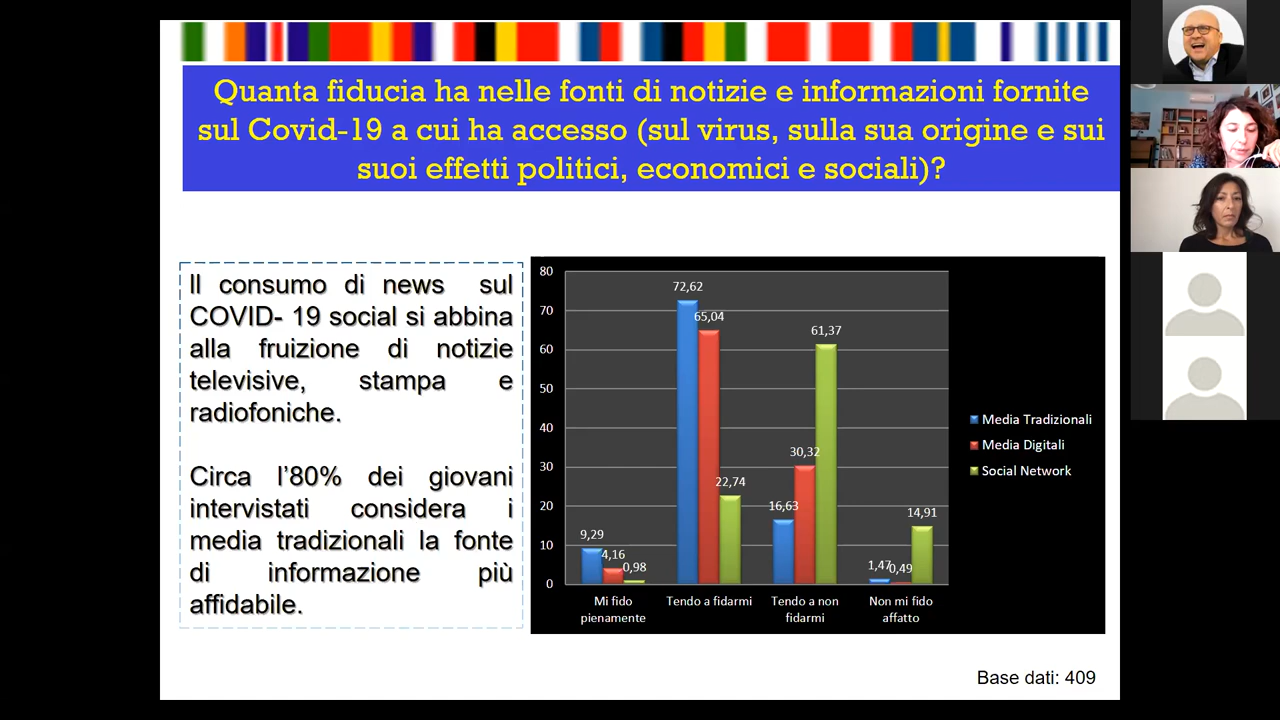 Quanta fiducia ha nelle fonti di notizie e informazioni fornite
sul Covid-19 a cui ha accesso (sul virus, sulla sua origine e sui
suoi effetti politici, economici e sociali)?
Il consumo di news sul
COVID- 19 social si abbina
alla fruizione di notizie
televisive, stampa e
radiofoniche.
Circa l'80% dei giovani
intervistati considera i
media tradizionali la fonte
di informazione più
affidabile.
80
70
60
50
40
30
20
10
0
9,29
4,16
0,98
72,62
65,04
22,74
16,63
30,32
61,37
1,47
0,49
14,91
Mi fido
pienamente
Tendo a fidarmi
Tendo a non
fidarmi
Non mi fido
affatto
Media Tradizionali
Media Digitali
Social Network
Base dati: 409